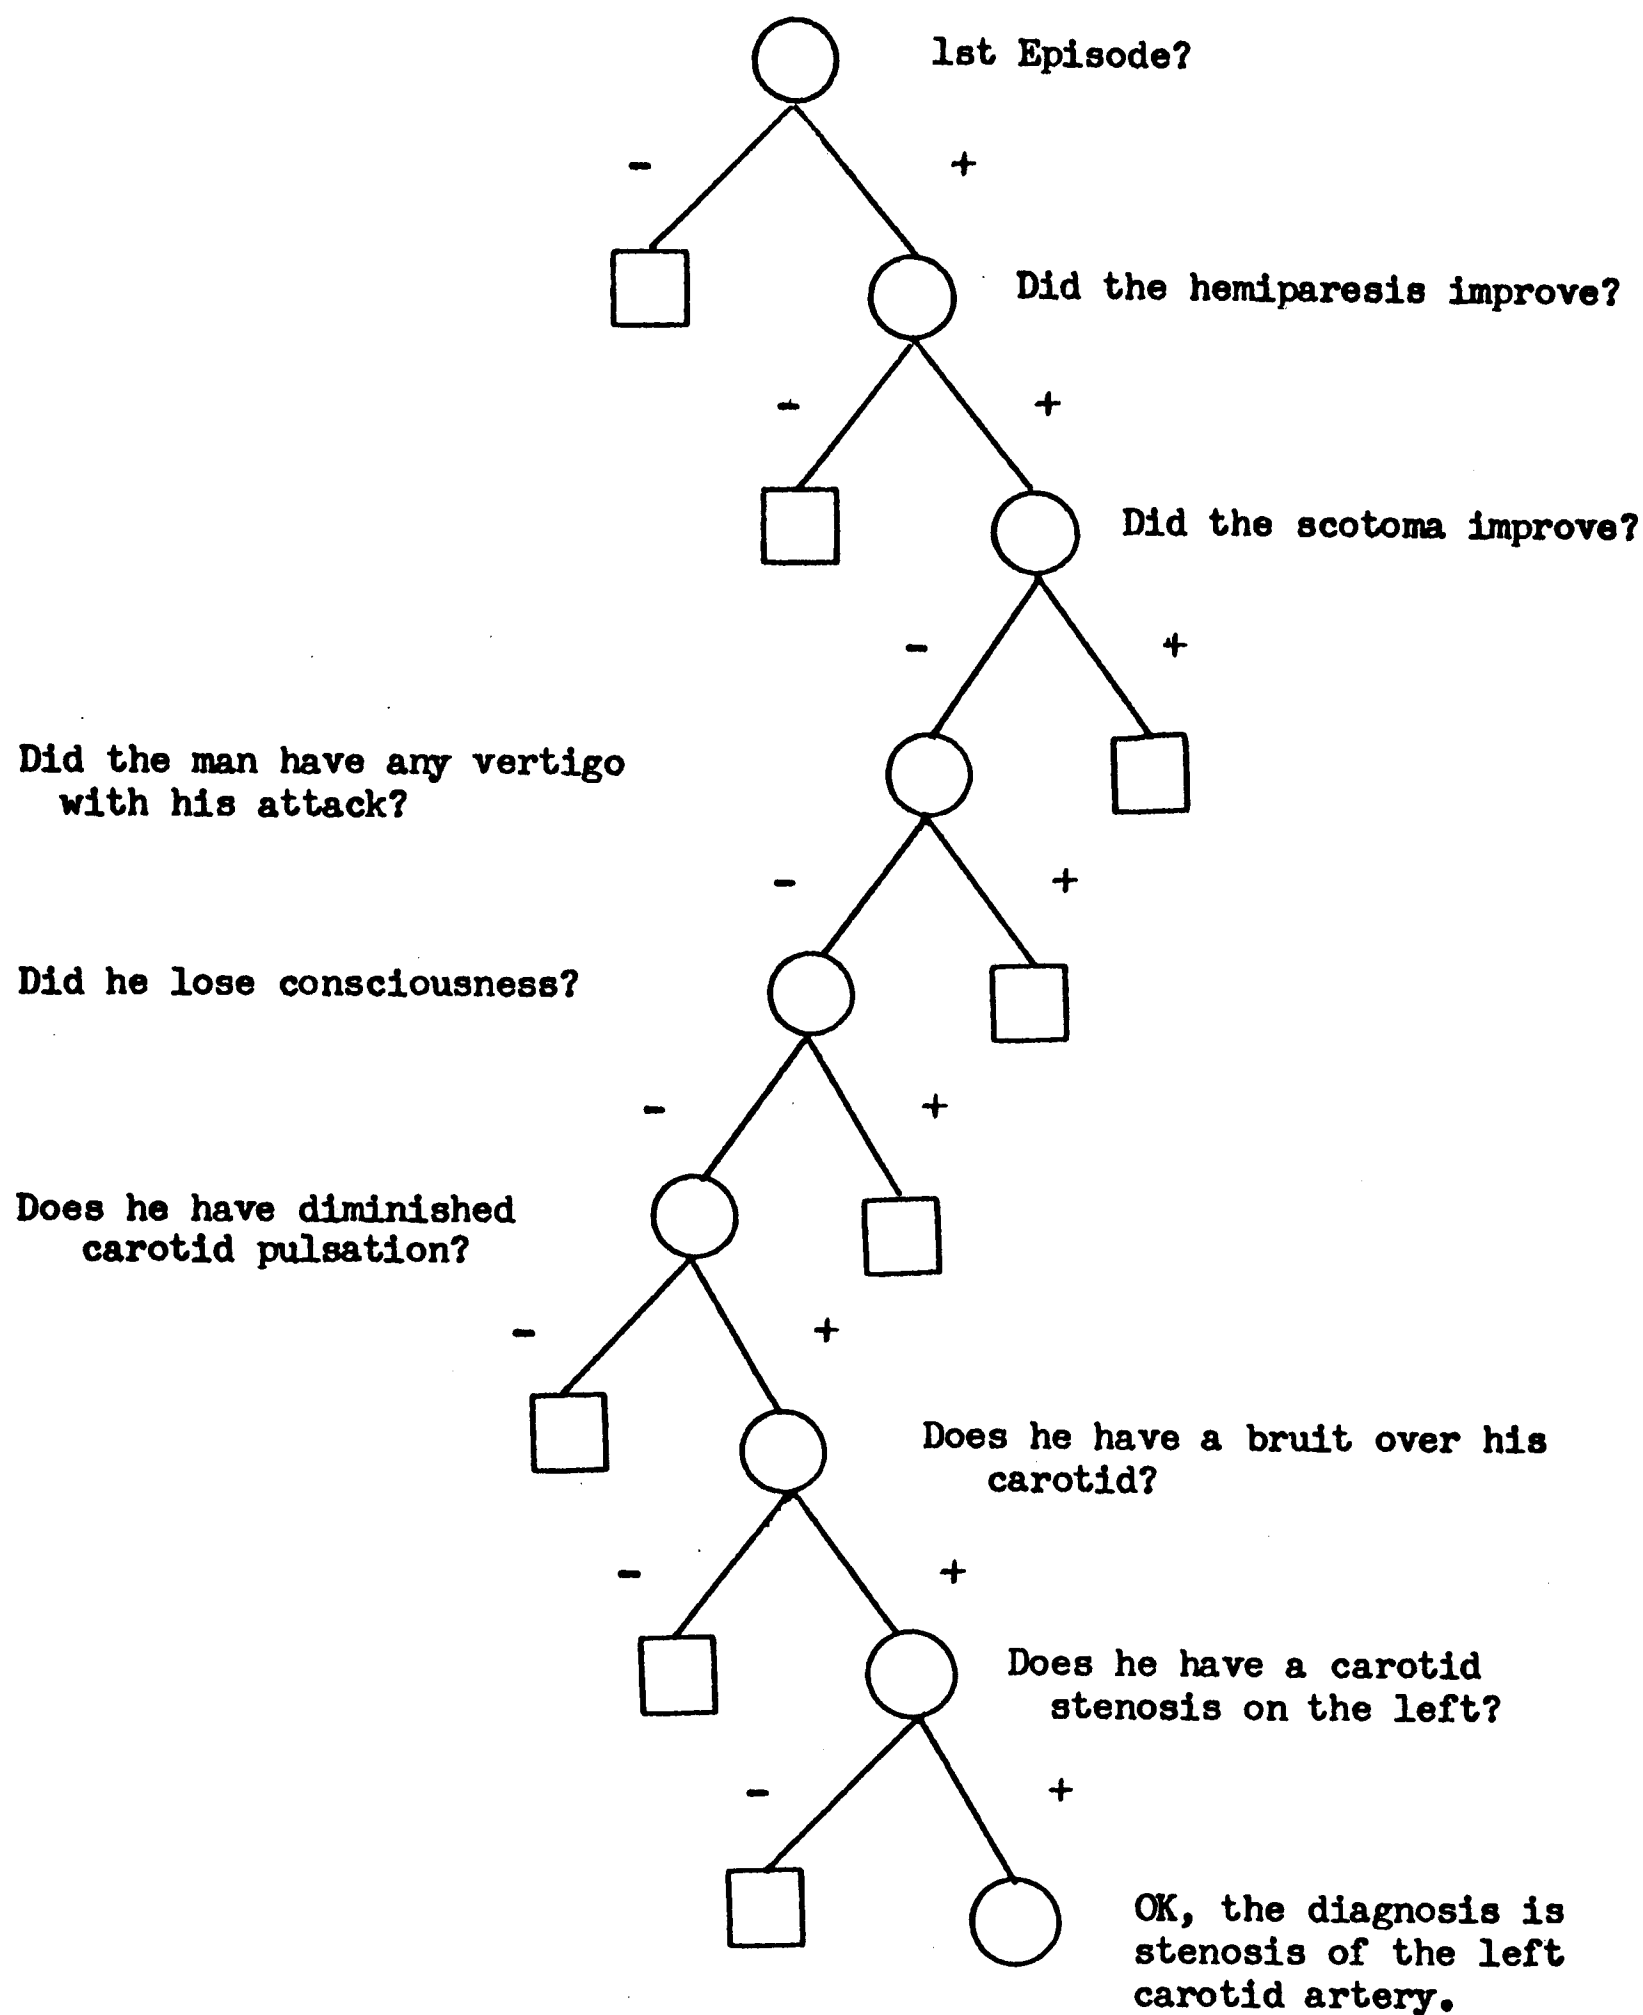 1st Episode?
-
+
Did the hemiparesis improve?
-
+
Did the scotoma improve?
-
+
Did the man have any vertigo
with his attack?
-
+
Did he lose consciousness?
-
+
Does he have diminished
carotid pulsation?
-
+
Does he have a bruit over his
carotid?
-
+
Does he have a carotid
stenosis on the left?
-
+
OK, the diagnosis is
stenosis of the left
carotid artery.